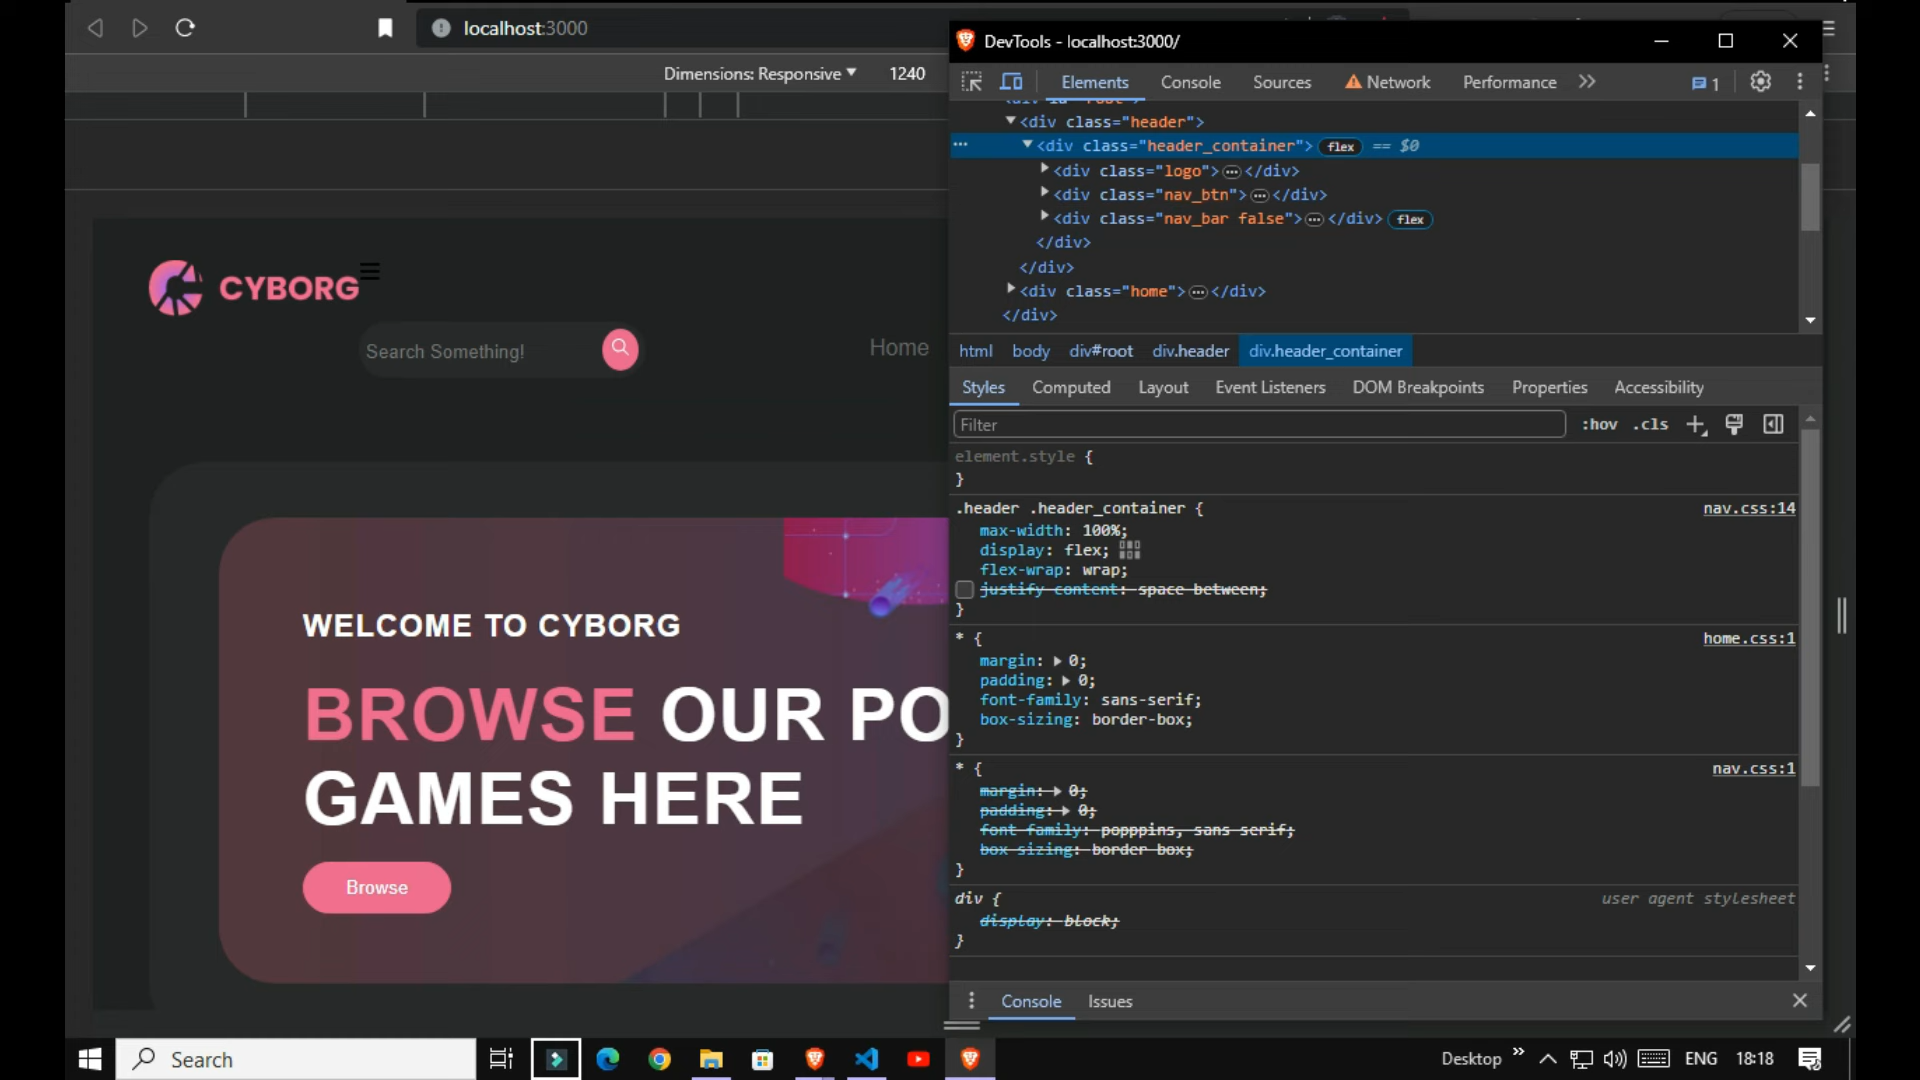 localhost:3000
Dimensions: Responsive
1240
CYBORG
Search Something!
Home
WELCOME TO CYBORG
BROWSE OUR PO
GAMES HERE
Browse
DevTools - localhost:3000/
Elements
Console
Sources
Network
Performance
1
<div class="header">
<div class="header_container"> flex == $0
<div class="logo"> </div>
<div class="nav_btn"> </div>
<div class="nav_bar false"> </div> flex
</div>
</div>
<div class="home"> </div>
</div>
html body div#root div.header div.header_container
Styles Computed Layout Event Listeners DOM Breakpoints Properties Accessibility
Filter :hov .cls
element.style {
}
.header .header_container { nav.css:14
max-width: 100%;
display: flex;
flex-wrap: wrap;
justify-content: space-between;
}
* { home.css:1
margin: 0;
padding: 0;
font-family: sans-serif;
box-sizing: border-box;
}
* { nav.css:1
margin: 0;
padding: 0;
font-family: popppins, sans-serif;
box-sizing: border-box;
}
div { user agent stylesheet
display: block;
}
Console Issues
Search
Desktop ENG 18:18